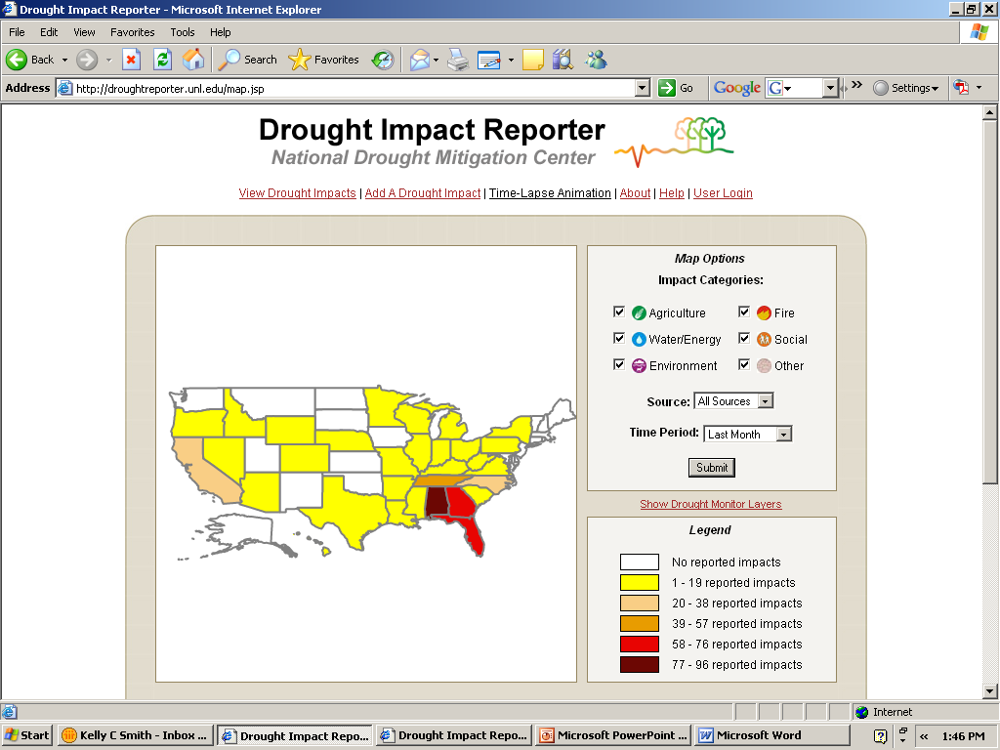 Drought Impact Reporter - Microsoft Internet Explorer
File Edit View Favorites Tools Help
Back Search Favorites
Address http://droughtreporter.unl.edu/map.jsp Go Google G Settings
Drought Impact Reporter
National Drought Mitigation Center
View Drought Impacts | Add A Drought Impact | Time-Lapse Animation | About | Help | User Login
Map Options
Impact Categories:
Agriculture Fire
Water/Energy Social
Environment Other
Source: All Sources
Time Period: Last Month
Submit
Show Drought Monitor Layers
Legend
No reported impacts
1 - 19 reported impacts
20 - 38 reported impacts
39 - 57 reported impacts
58 - 76 reported impacts
77 - 96 reported impacts
Internet
Start Kelly C Smith - Inbox ... Drought Impact Repo... Drought Impact Repo... Microsoft PowerPoint ... Microsoft Word « 1:46 PM